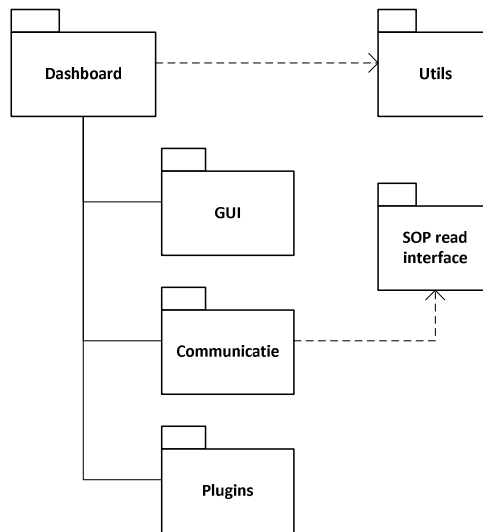 Dashboard
Utils
GUI
SOP read
interface
Communicatie
Plugins